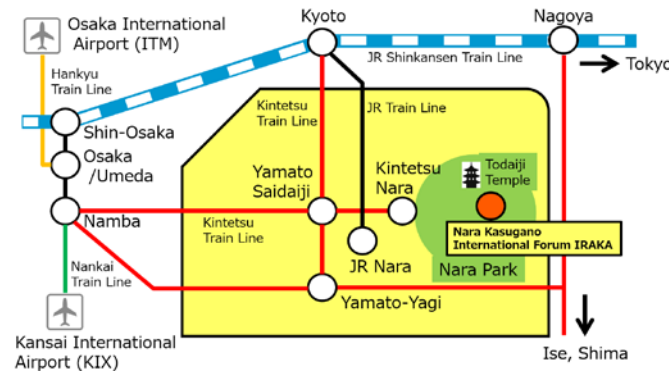 Osaka International
Airport (ITM)
Kyoto
Nagoya
JR Shinkansen Train Line
Tokyo
Hankyu
Train Line
Kintetsu
Train Line
JR Train Line
Shin-Osaka
Osaka
/Umeda
Yamato
Saidaiji
Kintetsu
Nara
Todaiji
Temple
Namba
Kintetsu
Train Line
Nara Kasugano
International Forum IRAKA
JR Nara
Nara Park
Nankai
Train Line
Yamato-Yagi
Kansai International
Airport (KIX)
Ise, Shima